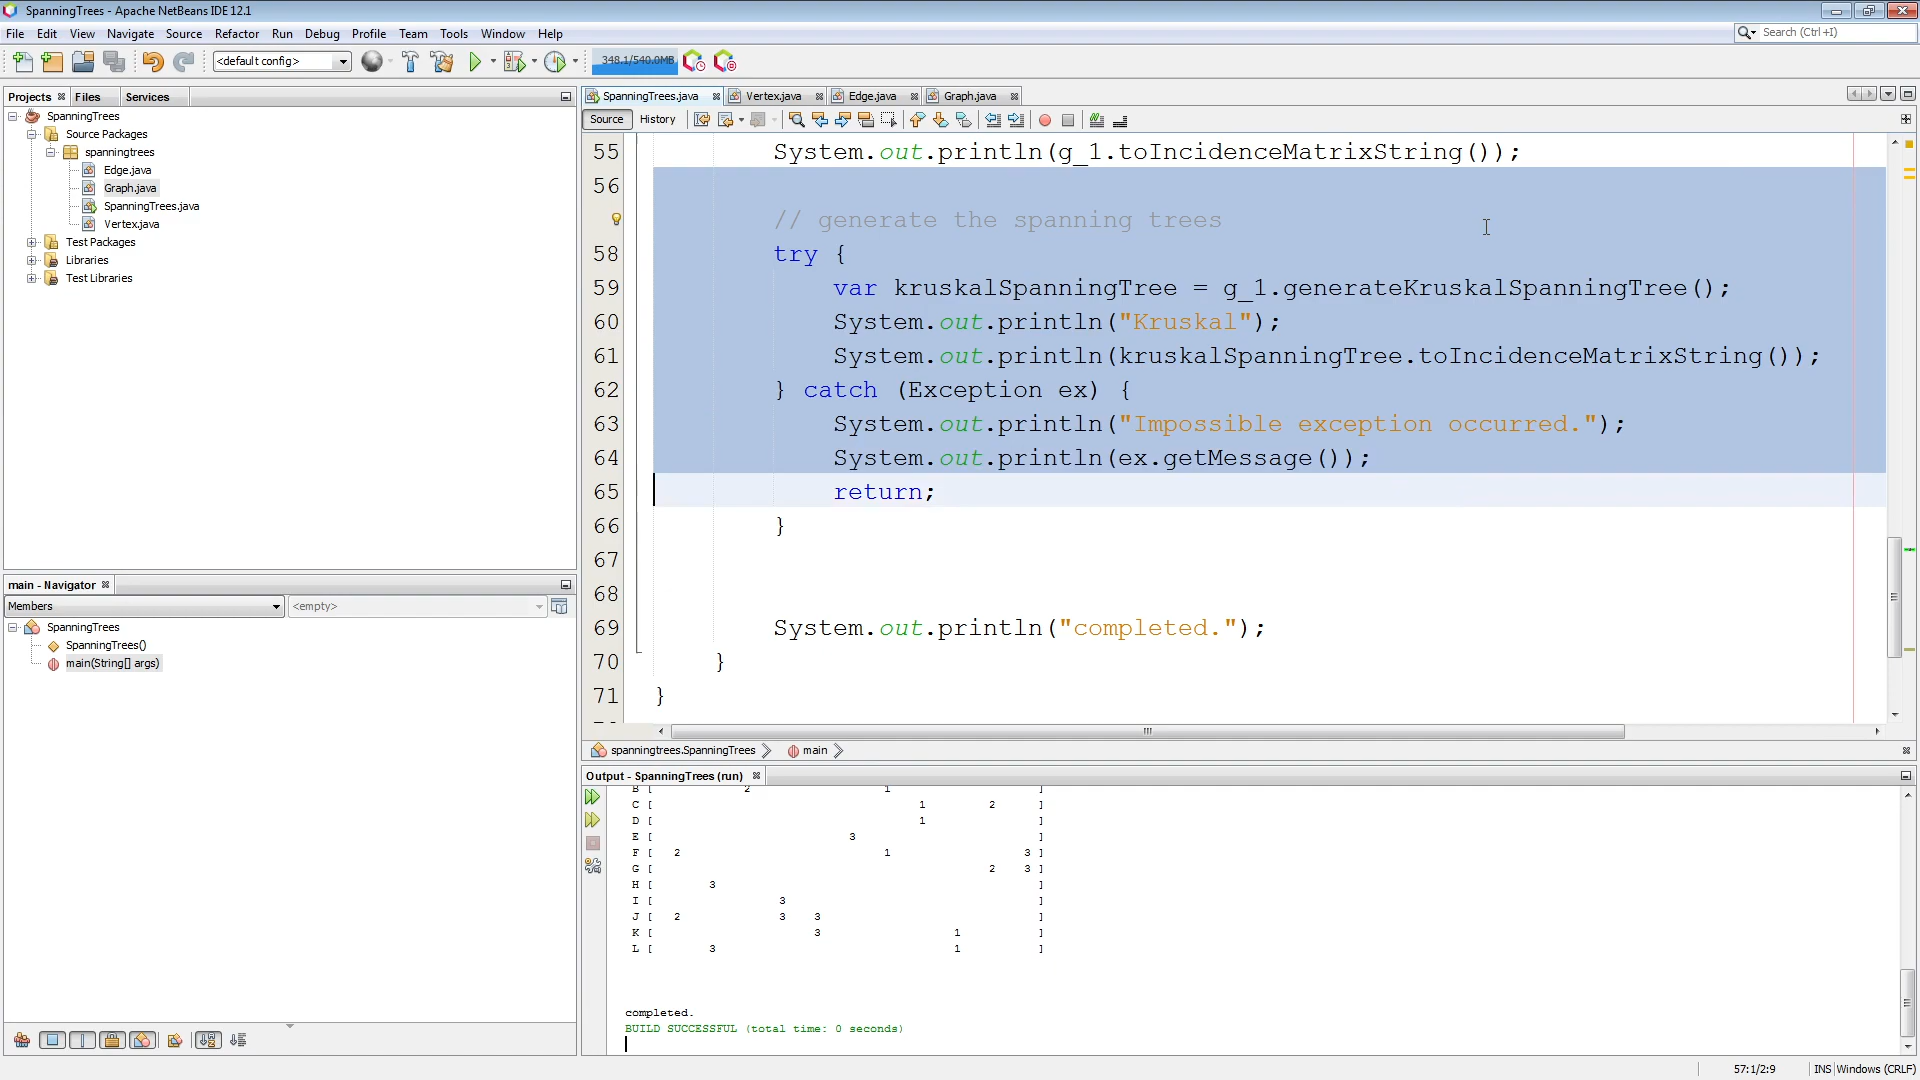 SpanningTrees - Apache NetBeans IDE 12.1
File Edit View Navigate Source Refactor Run Debug Profile Team Tools Window Help
Search (Ctrl+I)
<default config>
348.1/540.0MB
Projects Files Services
SpanningTrees
Source Packages
spanningtrees
Edge.java
Graph.java
SpanningTrees.java
Vertex.java
Test Packages
Libraries
Test Libraries
main - Navigator
Members
<empty>
SpanningTrees
SpanningTrees()
main(String[] args)
SpanningTrees.java Vertex.java Edge.java Graph.java
Source History
55 System.out.println(g_1.toIncidenceMatrixString());
56
// generate the spanning trees
58 try {
59 var kruskalSpanningTree = g_1.generateKruskalSpanningTree();
60 System.out.println("Kruskal");
61 System.out.println(kruskalSpanningTree.toIncidenceMatrixString());
62 } catch (Exception ex) {
63 System.out.println("Impossible exception occurred.");
64 System.out.println(ex.getMessage());
65 return;
66 }
67
68
69 System.out.println("completed.");
70 }
71 }
spanningtrees.SpanningTrees main
Output - SpanningTrees (run)
B [ 2 1 ]
C [ 1 2 ]
D [ 1 ]
E [ 3 ]
F [ 2 1 3 ]
G [ 2 3 ]
H [ 3 ]
I [ 3 ]
J [ 2 3 3 ]
K [ 3 1 ]
L [ 3 1 ]
completed.
BUILD SUCCESSFUL (total time: 0 seconds)
57:1/2:9 INS Windows (CRLF)